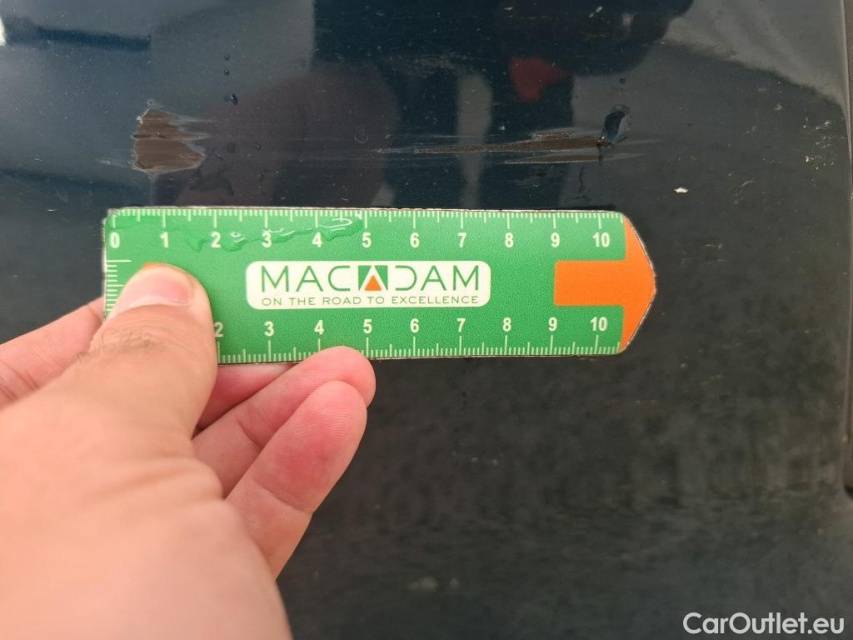 0 1 2 3 4 5 6 7 8 9 10
MACADAM
ON THE ROAD TO EXCELLENCE
2 3 4 5 6 7 8 9 10
CarOutlet.eu